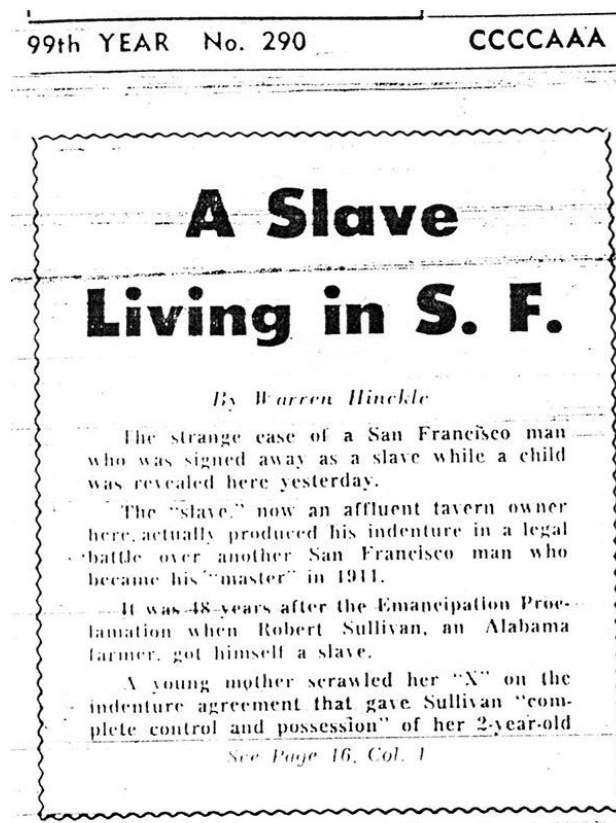 99th YEAR No. 290 CCCCAAA
A Slave
Living in S. F.
By Warren Hinckle
The strange case of a San Francisco man
who was signed away as a slave while a child
was revealed here yesterday.
The "slave," now an affluent tavern owner
here, actually produced his indenture in a legal
battle over another San Francisco man who
became his "master" in 1911.
It was 48 years after the Emancipation Proc-
lamation when Robert Sullivan, an Alabama
farmer, got himself a slave.
A young mother scrawled her "X" on the
indenture agreement that gave Sullivan "com-
plete control and possession" of her 2-year-old
See Page 16, Col. 1